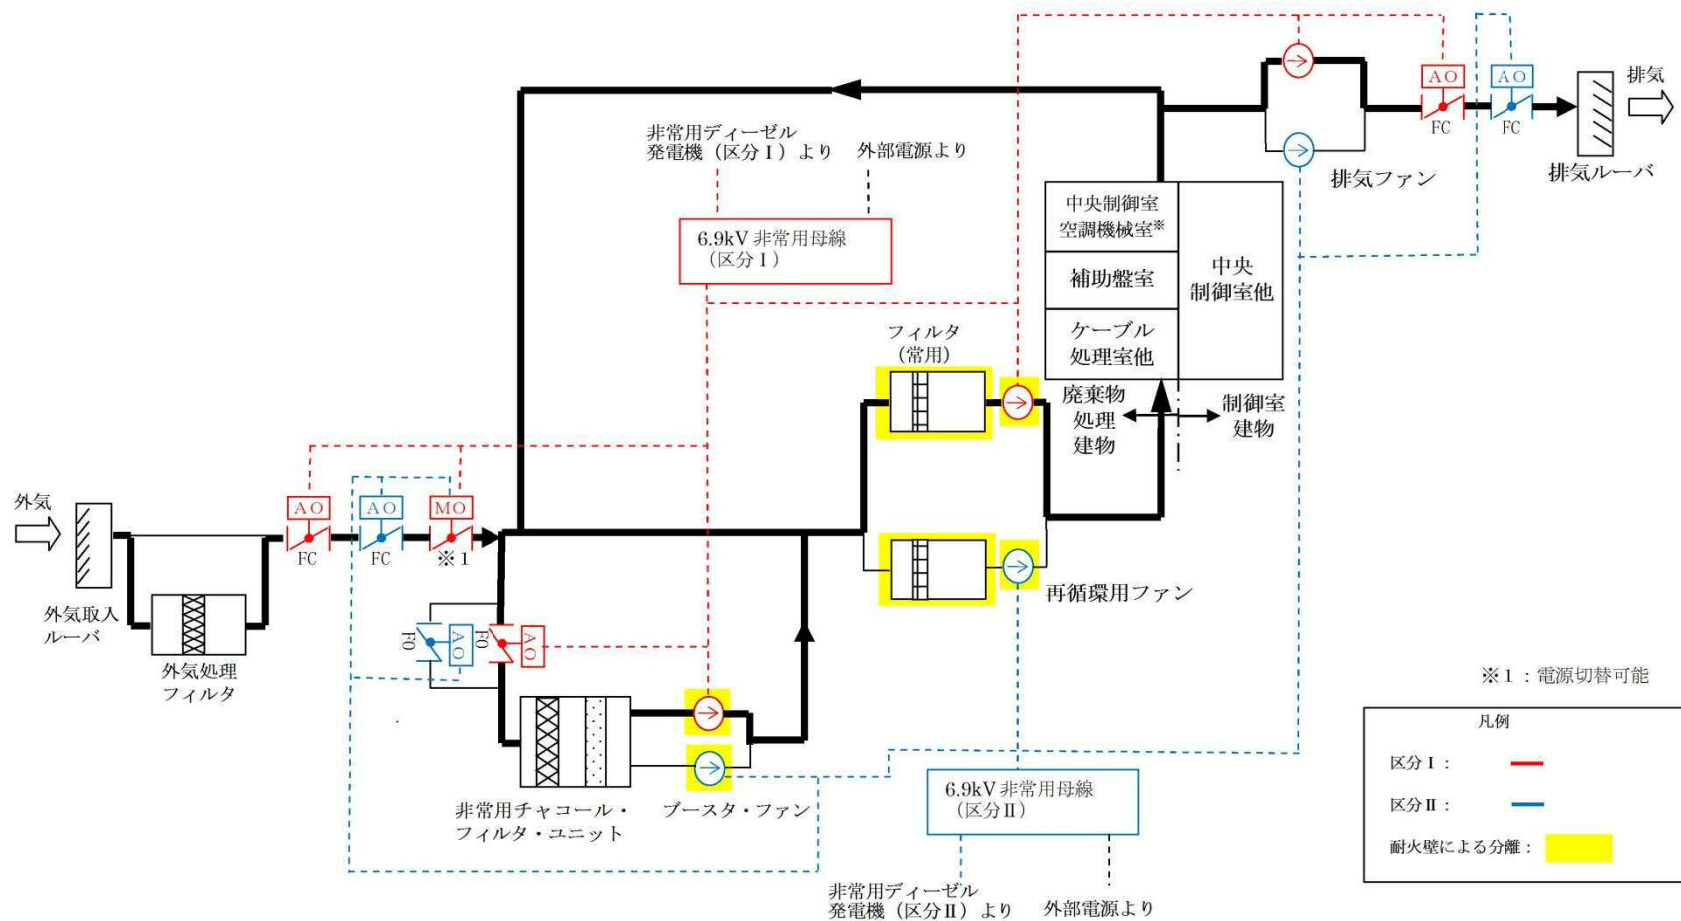 排気
AO
AO
FC
FC
排気ルーバ
排気ファン
非常用ディーゼル
発電機（区分Ⅰ）より
外部電源より
6.9kV 非常用母線
（区分Ⅰ）
中央制御室
空調機械室※
補助盤室
ケーブル
処理室他
中央
制御室他
フィルタ
（常用）
廃棄物
処理
建物
制御室
建物
外気
AO
AO
MO
FC
FC
※１
再循環用ファン
外気取入
ルーバ
外気処理
フィルタ
FO
AO
FO
AO
※１：電源切替可能
非常用チャコール・
フィルタ・ユニット
ブースタ・ファン
6.9kV 非常用母線
（区分Ⅱ）
非常用ディーゼル
発電機（区分Ⅱ）より
外部電源より
凡例
区分Ⅰ：
区分Ⅱ：
耐火壁による分離：